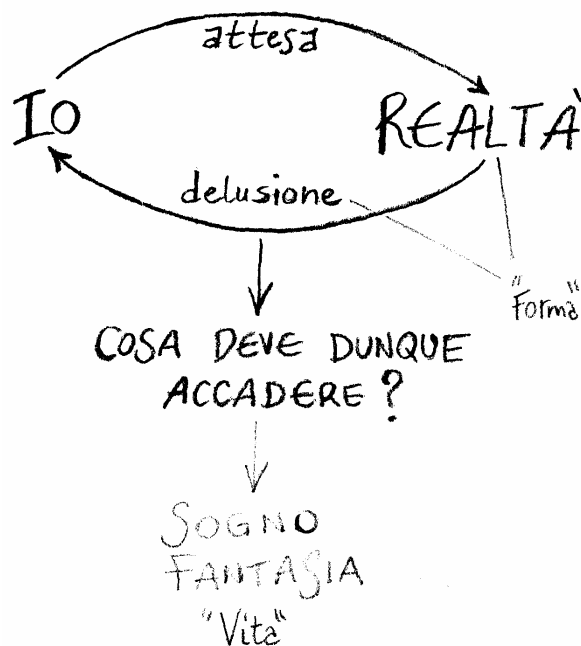 attesa
IO
REALTÀ
delusione
"Forma"
COSA DEVE DUNQUE
ACCADERE?
SOGNO
FANTASIA
"Vita"